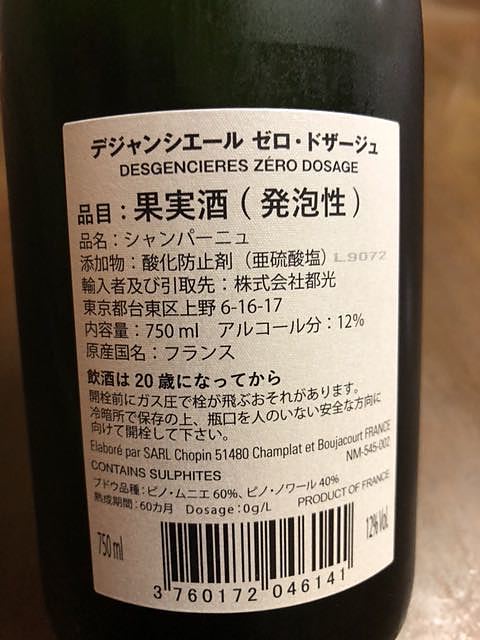 デジャンシエール ゼロ・ドザージュ
DESGENCIERES ZÉRO DOSAGE
品目：果実酒（発泡性）
品名：シャンパーニュ
添加物：酸化防止剤（亜硫酸塩）L9072
輸入者及び引取先：株式会社都光
東京都台東区上野6-16-17
内容量：750 ml　アルコール分：12%
原産国名：フランス
飲酒は20歳になってから
開栓前にガス圧で栓が飛ぶおそれがあります。
冷暗所で保存の上、瓶口を人のいない安全な方向に
向けて開栓して下さい。
Elaboré par SARL Chopin 51480 Champlat et Boujacourt FRANCE
NM-545-002
CONTAINS SULPHITES
ブドウ品種：ピノ・ムニエ 60%、ピノ・ノワール 40%
熟成期間：60カ月　Dosage：0g/L
PRODUCT OF FRANCE
750 ml
12% Vol.
3 760172 046141